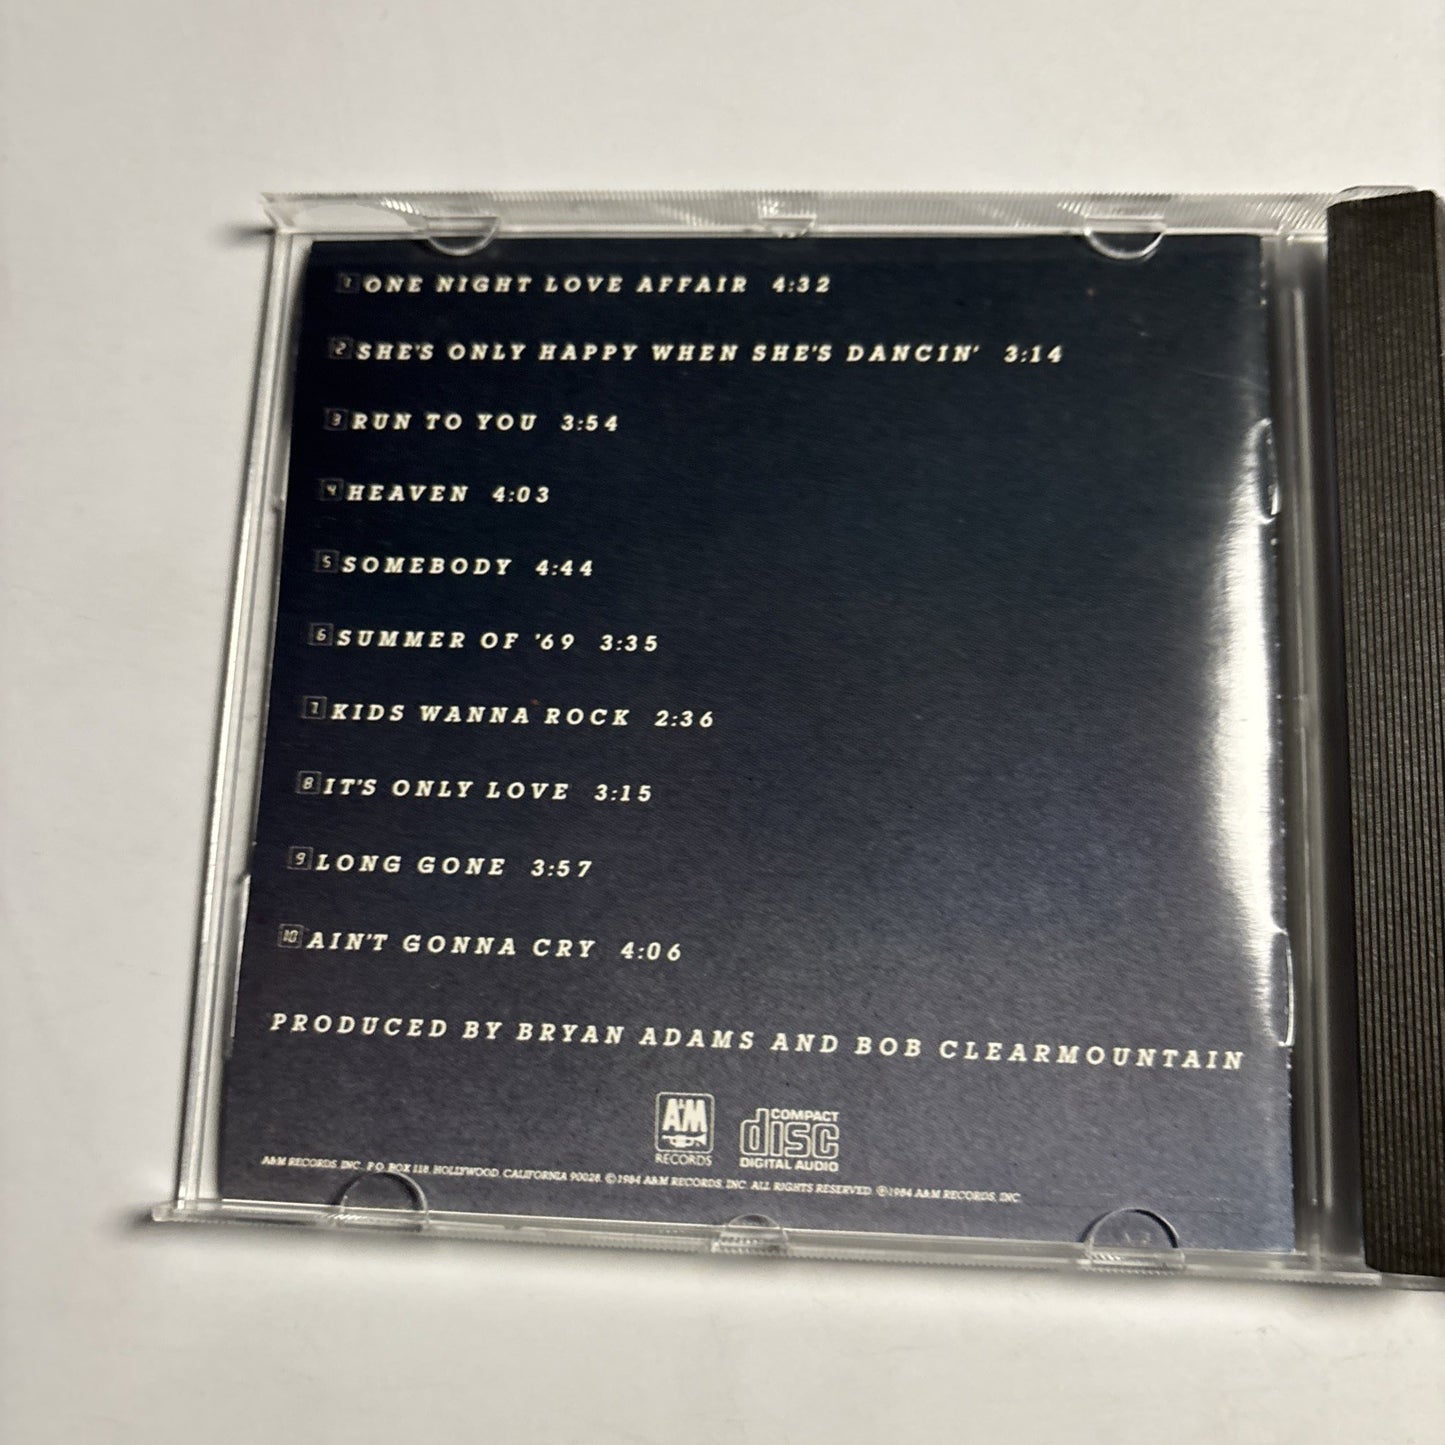 1 ONE NIGHT LOVE AFFAIR 4:32
2 SHE'S ONLY HAPPY WHEN SHE'S DANCIN' 3:14
3 RUN TO YOU 3:54
4 HEAVEN 4:03
5 SOMEBODY 4:44
6 SUMMER OF '69 3:35
7 KIDS WANNA ROCK 2:36
8 IT'S ONLY LOVE 3:15
9 LONG GONE 3:57
10 AIN'T GONNA CRY 4:06
PRODUCED BY BRYAN ADAMS AND BOB CLEARMOUNTAIN
A&M
RECORDS
COMPACT
disc
DIGITAL AUDIO
A&M RECORDS, INC. P.O. BOX 118, HOLLYWOOD, CALIFORNIA 90028. ©1984 A&M RECORDS, INC. ALL RIGHTS RESERVED. ℗1984 A&M RECORDS, INC.